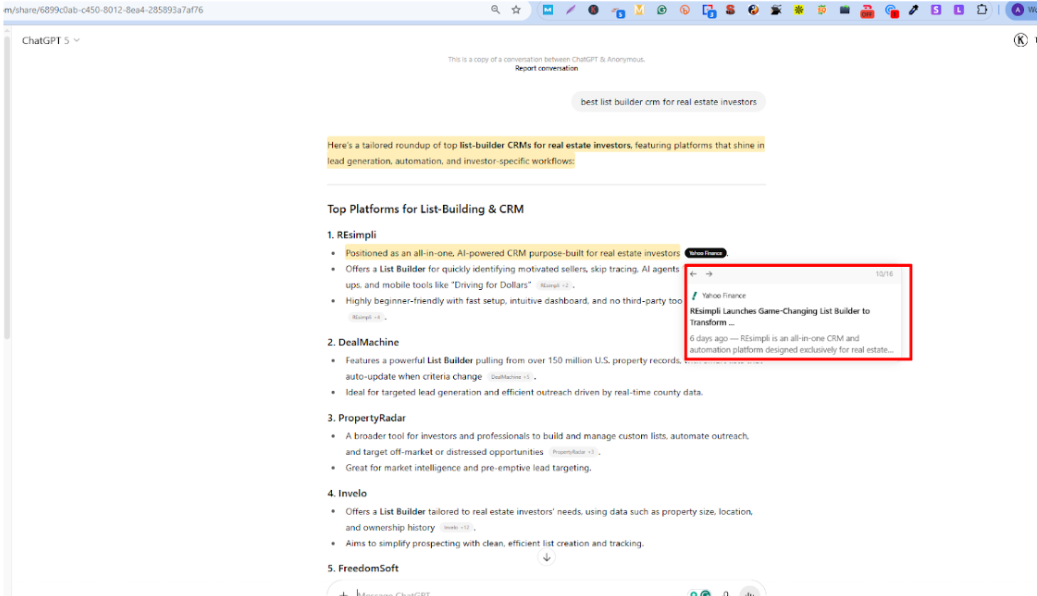 om/share/6899c0ab-c450-8012-8ea4-285893a7af76
ChatGPT 5
This is a copy of a conversation between ChatGPT & Anonymous.
Report conversation
best list builder crm for real estate investors
Here's a tailored roundup of top list-builder CRMs for real estate investors, featuring platforms that shine in
lead generation, automation, and investor-specific workflows:
Top Platforms for List-Building & CRM
1. REsimpli
• Positioned as an all-in-one, AI-powered CRM purpose-built for real estate investors Yahoo Finance.
• Offers a List Builder for quickly identifying motivated sellers, skip tracing, AI agents
ups, and mobile tools like "Driving for Dollars" REsimpli +2 .
• Highly beginner-friendly with fast setup, intuitive dashboard, and no third-party too
REsimpli +4 .
10/16
Yahoo Finance
REsimpli Launches Game-Changing List Builder to
Transform ...
6 days ago — REsimpli is an all-in-one CRM and
automation platform designed exclusively for real estate...
2. DealMachine
• Features a powerful List Builder pulling from over 150 million U.S. property records,
auto-update when criteria change DealMachine +5 .
• Ideal for targeted lead generation and efficient outreach driven by real-time county data.
3. PropertyRadar
• A broader tool for investors and professionals to build and manage custom lists, automate outreach,
and target off-market or distressed opportunities PropertyRadar +3 .
• Great for market intelligence and pre-emptive lead targeting.
4. Invelo
• Offers a List Builder tailored to real estate investors' needs, using data such as property size, location,
and ownership history Invelo +12 .
• Aims to simplify prospecting with clean, efficient list creation and tracking.
5. FreedomSoft
Message ChatGPT